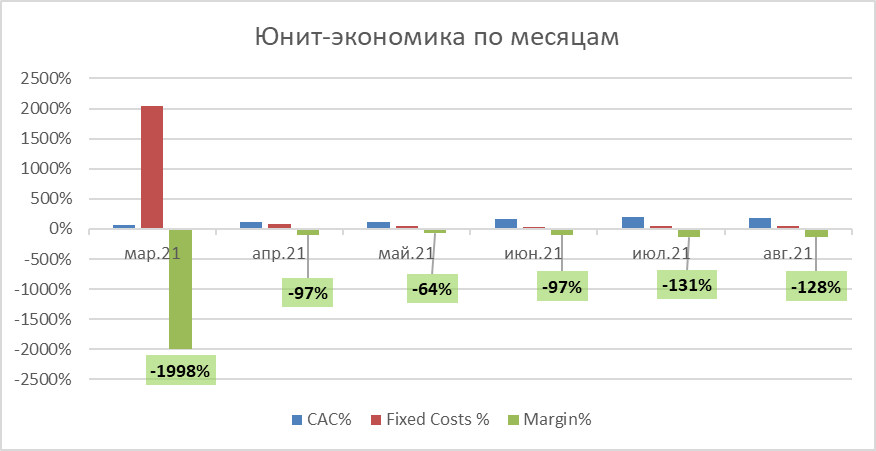 Юнит-экономика по месяцам
2500%
2000%
1500%
1000%
500%
0%
-500%
-1000%
-1500%
-2000%
-2500%
мар.21 апр.21 май.21 июн.21 июл.21 авг.21
-1998% -97% -64% -97% -131% -128%
CAC% Fixed Costs % Margin%